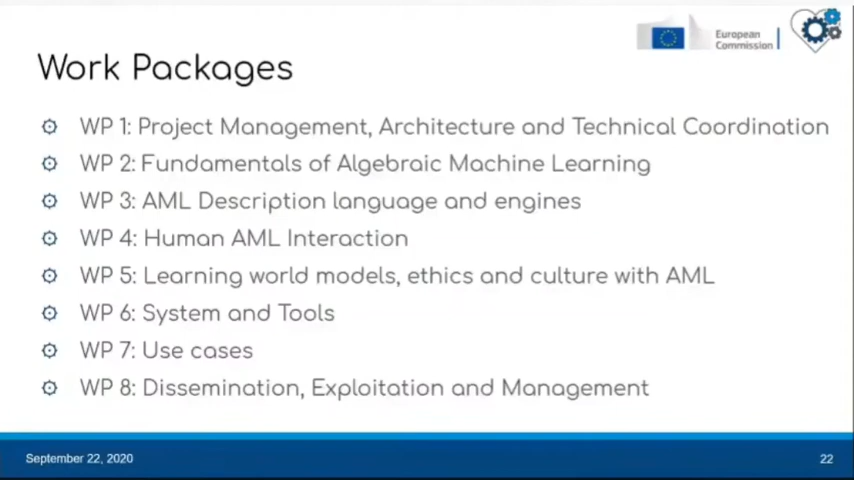 European
Commission
Work Packages
WP 1: Project Management, Architecture and Technical Coordination
WP 2: Fundamentals of Algebraic Machine Learning
WP 3: AML Description language and engines
WP 4: Human AML Interaction
WP 5: Learning world models, ethics and culture with AML
WP 6: System and Tools
WP 7: Use cases
WP 8: Dissemination, Exploitation and Management
September 22, 2020
22